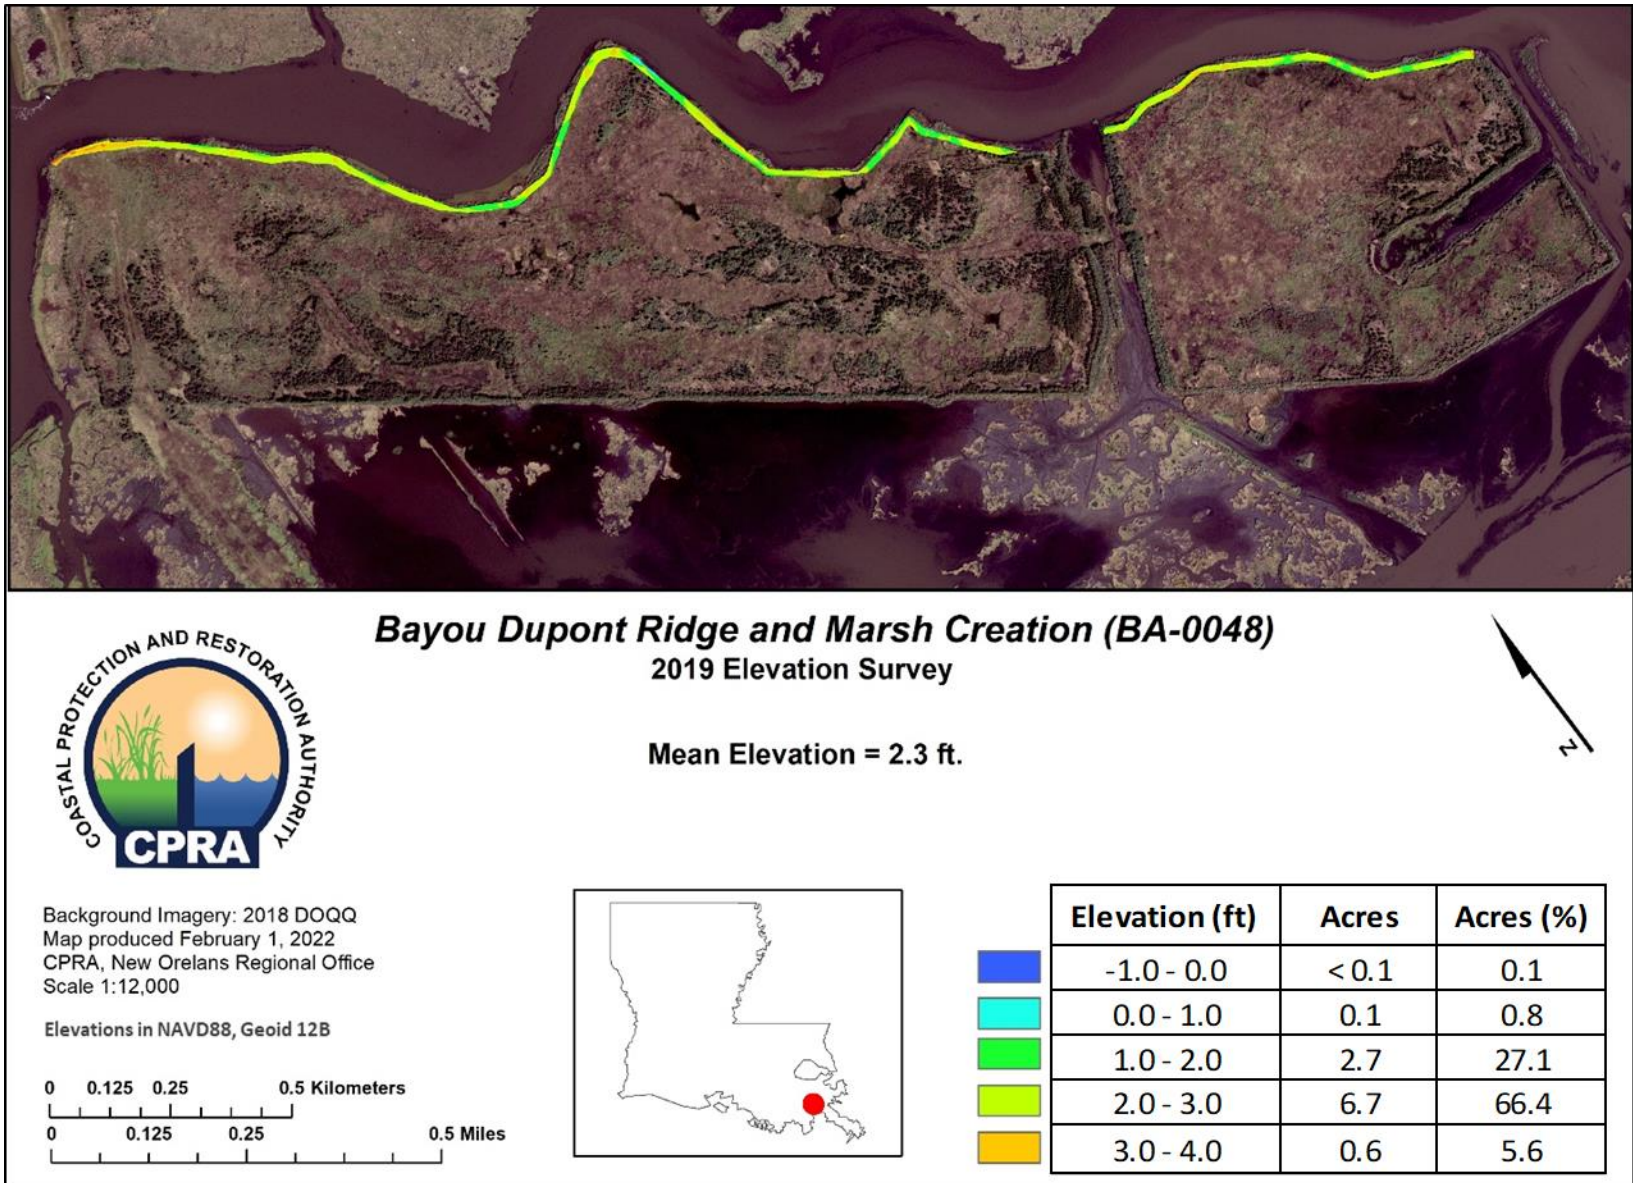 Bayou Dupont Ridge and Marsh Creation (BA-0048)
2019 Elevation Survey
Mean Elevation = 2.3 ft.
COASTAL PROTECTION AND RESTORATION AUTHORITY
CPRA
N
Background Imagery: 2018 DOQQ
Map produced February 1, 2022
CPRA, New Orelans Regional Office
Scale 1:12,000
Elevations in NAVD88, Geoid 12B
0 0.125 0.25 0.5 Kilometers
0 0.125 0.25 0.5 Miles
Elevation (ft) Acres Acres (%)
-1.0 - 0.0 < 0.1 0.1
0.0 - 1.0 0.1 0.8
1.0 - 2.0 2.7 27.1
2.0 - 3.0 6.7 66.4
3.0 - 4.0 0.6 5.6